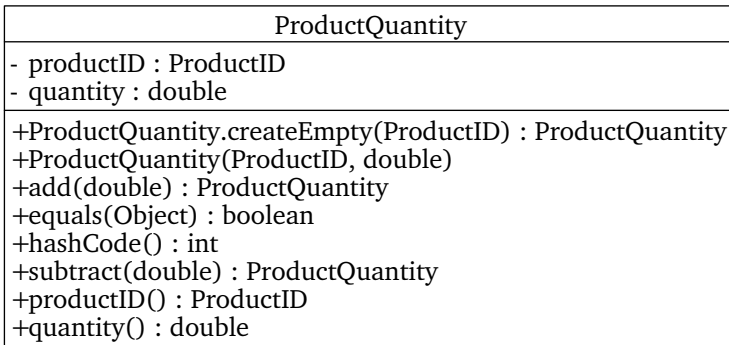 ProductQuantity
- productID : ProductID
- quantity : double
+ProductQuantity.createEmpty(ProductID) : ProductQuantity
+ProductQuantity(ProductID, double)
+add(double) : ProductQuantity
+equals(Object) : boolean
+hashCode() : int
+subtract(double) : ProductQuantity
+productID() : ProductID
+quantity() : double